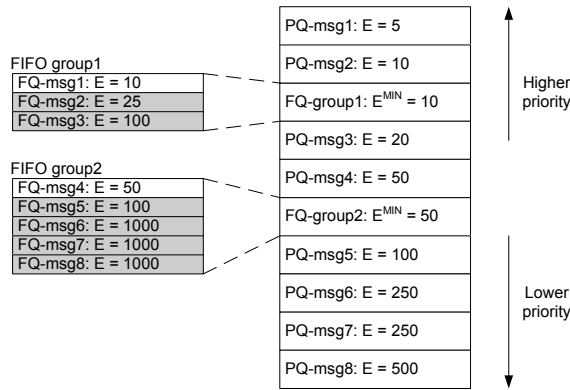 FIFO group1
FQ-msg1: E = 10
FQ-msg2: E = 25
FQ-msg3: E = 100
FIFO group2
FQ-msg4: E = 50
FQ-msg5: E = 100
FQ-msg6: E = 1000
FQ-msg7: E = 1000
FQ-msg8: E = 1000
PQ-msg1: E = 5
PQ-msg2: E = 10
FQ-group1: E^MIN = 10
PQ-msg3: E = 20
PQ-msg4: E = 50
FQ-group2: E^MIN = 50
PQ-msg5: E = 100
PQ-msg6: E = 250
PQ-msg7: E = 250
PQ-msg8: E = 500
Higher
priority
Lower
priority